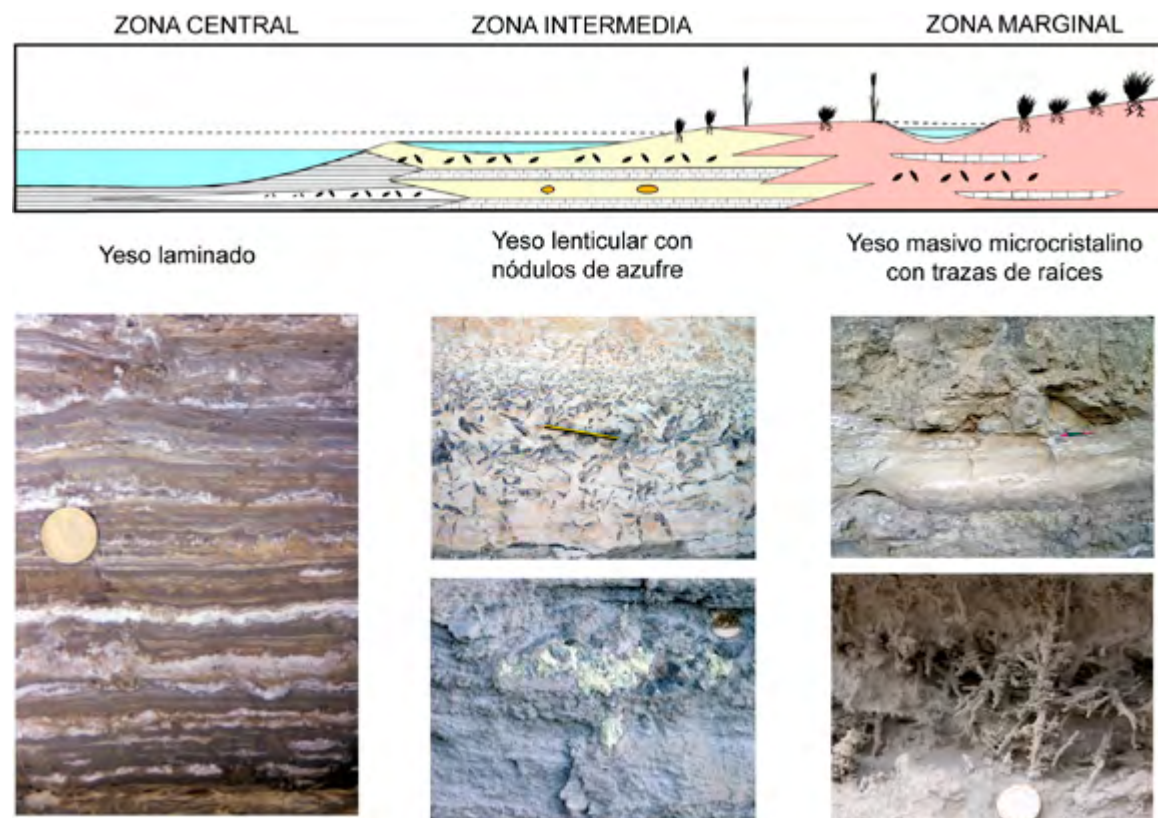 ZONA CENTRAL
ZONA INTERMEDIA
ZONA MARGINAL
Yeso laminado
Yeso lenticular con
nódulos de azufre
Yeso masivo microcristalino
con trazas de raíces